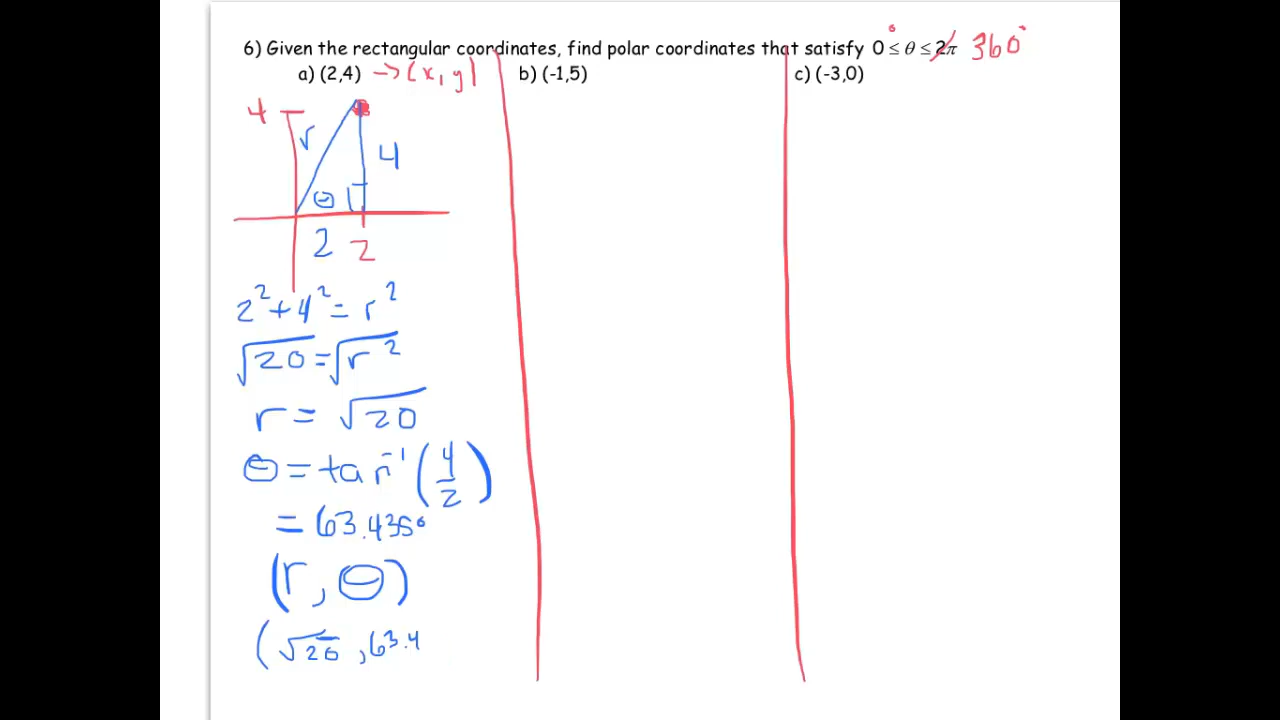 6) Given the rectangular coordinates, find polar coordinates that satisfy 0° ≤ θ ≤ 2π 360°
a) (2,4) → (x, y)
b) (-1,5)
c) (-3,0)
4
r
4
θ
2
2
2² + 4² = r²
√20 = √r²
r = √20
θ = tan⁻¹(4/2)
= 63.435°
(r, θ)
(√20, 63.4